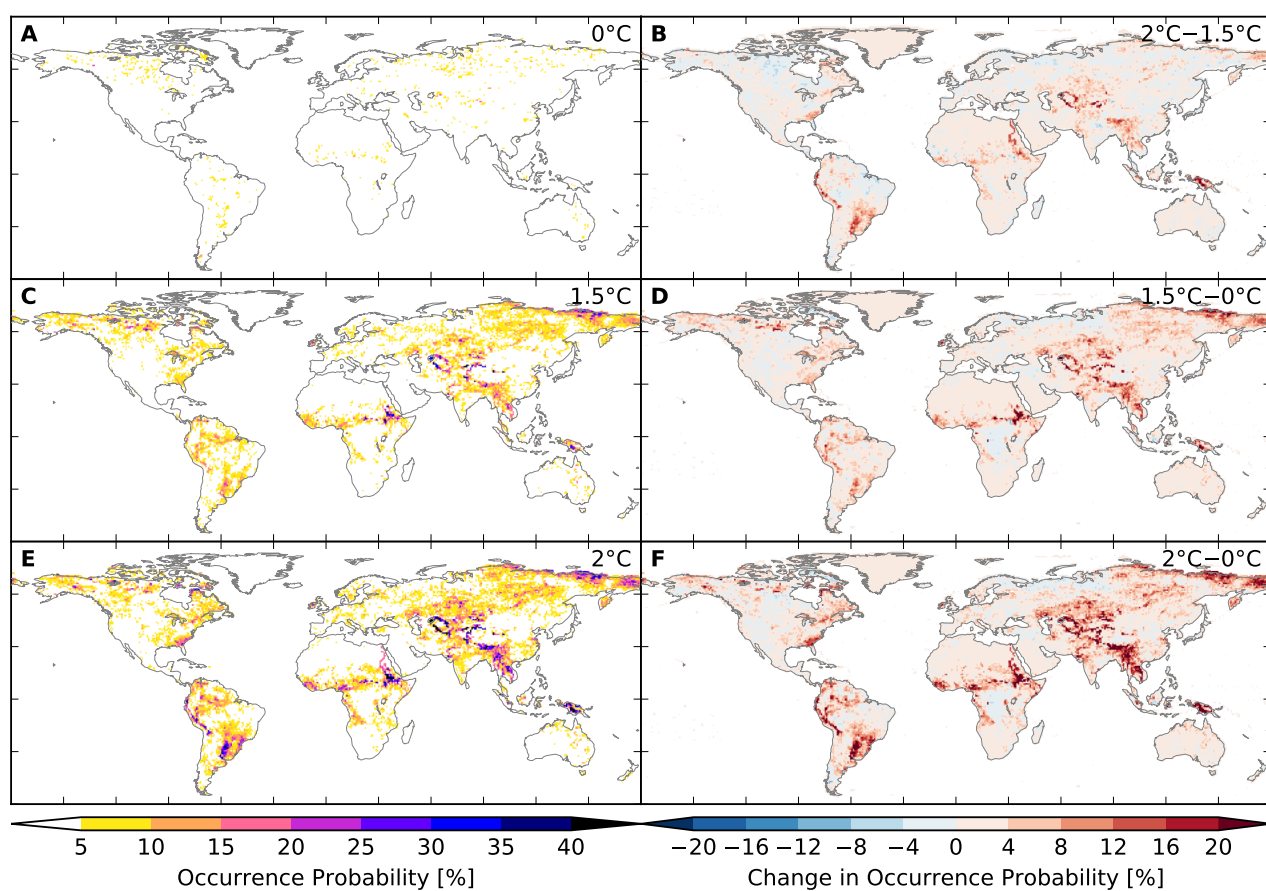 A 0°C
B 2°C−1.5°C
C 1.5°C
D 1.5°C−0°C
E 2°C
F 2°C−0°C
5 10 15 20 25 30 35 40
−20 −16 −12 −8 −4 0 4 8 12 16 20
Occurrence Probability [%]
Change in Occurrence Probability [%]